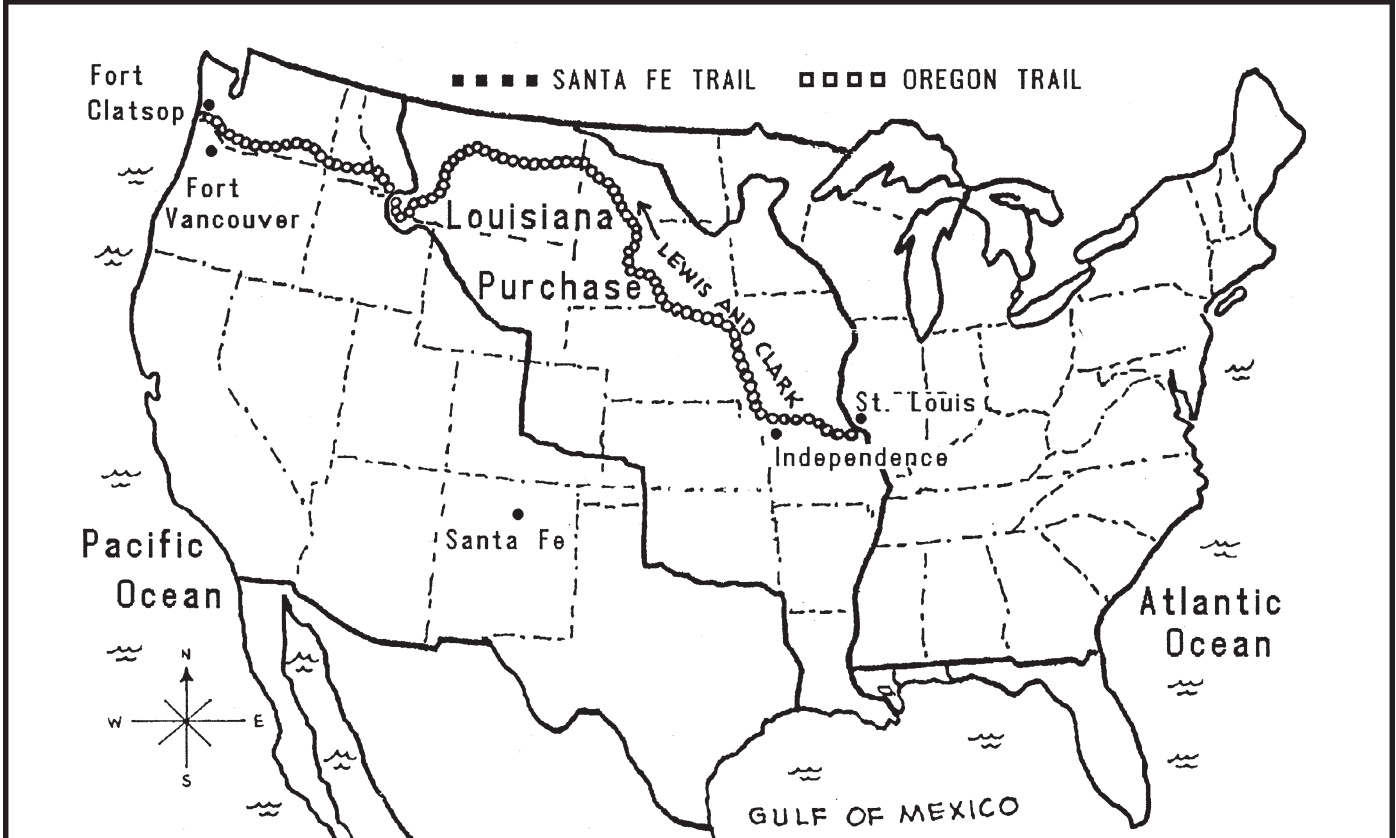 SANTA FE TRAIL OREGON TRAIL
Fort
Clatsop
Fort
Vancouver
Louisiana
Purchase
LEWIS AND CLARK
St. Louis
Independence
Santa Fe
Pacific
Ocean
Atlantic
Ocean
N
W E
S
GULF OF MEXICO